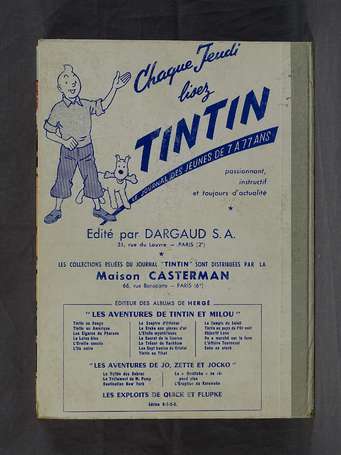 Chaque Jeudi
lisez
TINTIN
LE JOURNAL DES JEUNES DE 7 A 77 ANS
passionnant,
instructif
et toujours d'actualité
Edité par DARGAUD S.A.
31, rue du Louvre - PARIS (2e)
LES COLLECTIONS RELIÉES DU JOURNAL "TINTIN" SONT DISTRIBUÉES PAR LA
Maison CASTERMAN
66, rue Bonaparte - PARIS (6e)
ÉDITEUR DES ALBUMS DE HERGÉ
"LES AVENTURES DE TINTIN ET MILOU"
Tintin au Congo
Tintin en Amérique
Les Cigares du Pharaon
Le Lotus bleu
L'Oreille cassée
L'Ile noire
Le Sceptre d'Ottokar
Le Crabe aux pinces d'or
L'Etoile mystérieuse
Le Secret de la Licorne
Le Trésor de Rackham
Les Sept boules de Cristal
Tintin au Tibet
Le Temple du Soleil
Tintin au pays de l'Or noir
Objectif Lune
On a marché sur la Lune
L'Affaire Tournesol
Coke en stock
"LES AVENTURES DE JO, ZETTE ET JOCKO"
La Vallée des Cobras
Le Testament de M. Pump
Destination New York
Le "Manitoba" ne répond plus
L'Éruption du Karamako
LES EXPLOITS DE QUICK ET FLUPKE